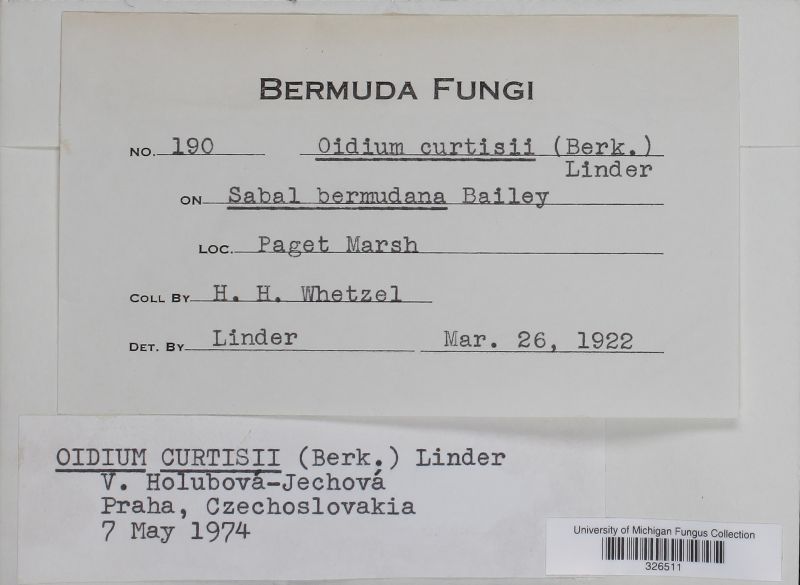 BERMUDA FUNGI
NO. 190 Oidium curtisii (Berk.)
Linder
ON Sabal bermudana Bailey
LOC. Paget Marsh
COLL BY H. H. Whetzel
DET. BY Linder Mar. 26, 1922
OIDIUM CURTISII (Berk.) Linder
V. Holubová-Jechová
Praha, Czechoslovakia
7 May 1974
University of Michigan Fungus Collection
326511